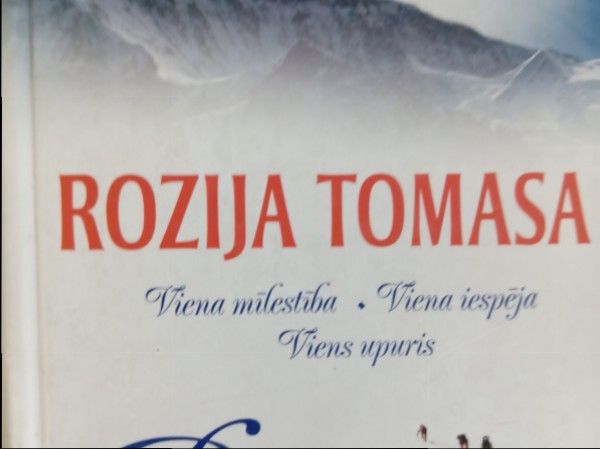 ROZIJA TOMASA
Viena mīlestība • Viena iespēja
Viens upuris